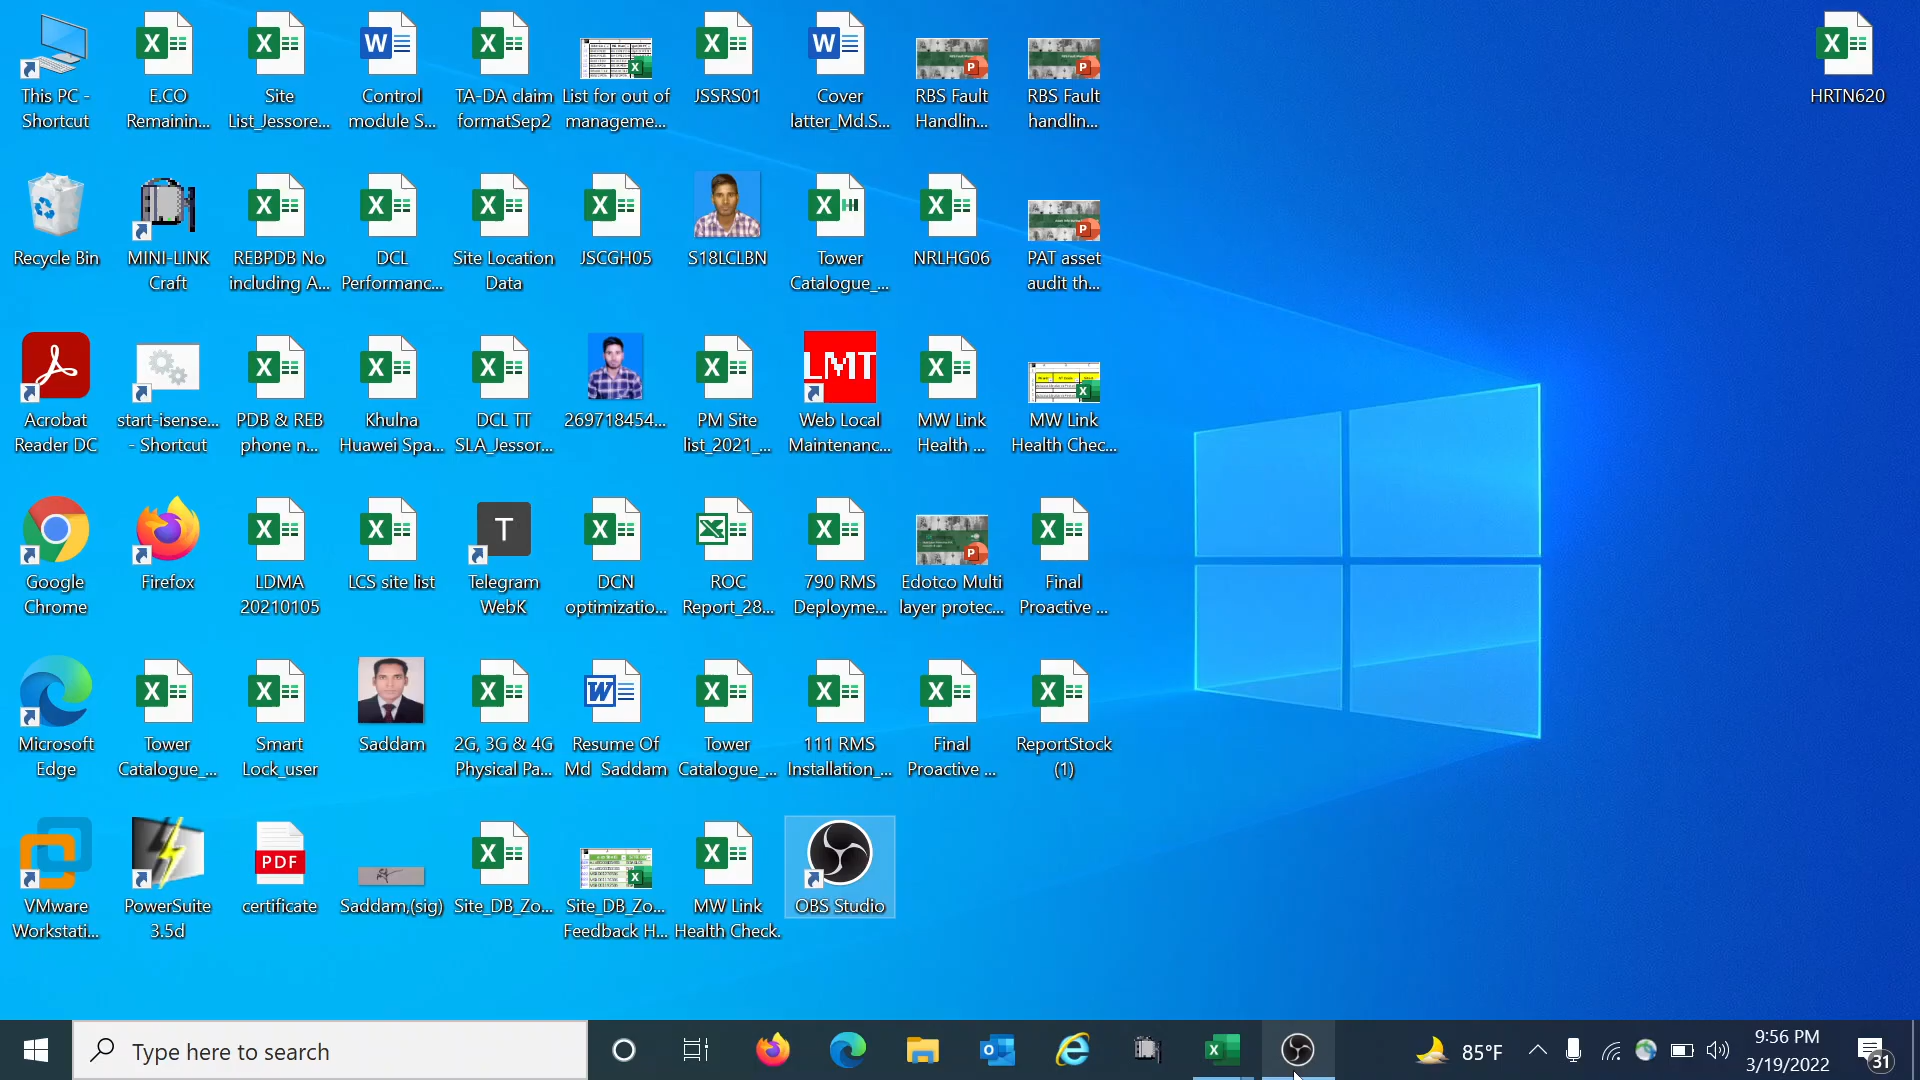 This PC -
Shortcut
E.CO
Remainin...
Site
List_Jessore...
Control
module S...
TA-DA claim
formatSep2
List for out of
manageme...
JSSRS01
Cover
latter_Md.S...
RBS Fault
Handlin...
RBS Fault
handlin...
HRTN620
Recycle Bin
MINI-LINK
Craft
REBPDB No
including A...
DCL
Performanc...
Site Location
Data
JSCGH05
S18LCLBN
Tower
Catalogue_...
NRLHG06
PAT asset
audit th...
Acrobat
Reader DC
start-isense...
- Shortcut
PDB & REB
phone n...
Khulna
Huawei Spa...
DCL TT
SLA_Jessor...
269718454...
PM Site
list_2021_...
LMT
Web Local
Maintenanc...
MW Link
Health ...
MW Link
Health Chec...
Google
Chrome
Firefox
LDMA
20210105
LCS site list
T
Telegram
WebK
DCN
optimizatio...
ROC
Report_28...
790 RMS
Deployme...
Edotco Multi
layer protec...
Final
Proactive ...
Microsoft
Edge
Tower
Catalogue_...
Smart
Lock_user
Saddam
2G, 3G & 4G
Physical Pa...
Resume Of
Md_Saddam
Tower
Catalogue_...
111 RMS
Installation_...
Final
Proactive ...
ReportStock
(1)
VMware
Workstati...
PowerSuite
3.5d
PDF
certificate
Saddam,(sig)
Site_DB_Zo...
Site_DB_Zo...
Feedback H...
MW Link
Health Check.
OBS Studio
Type here to search
85°F
9:56 PM
3/19/2022
31